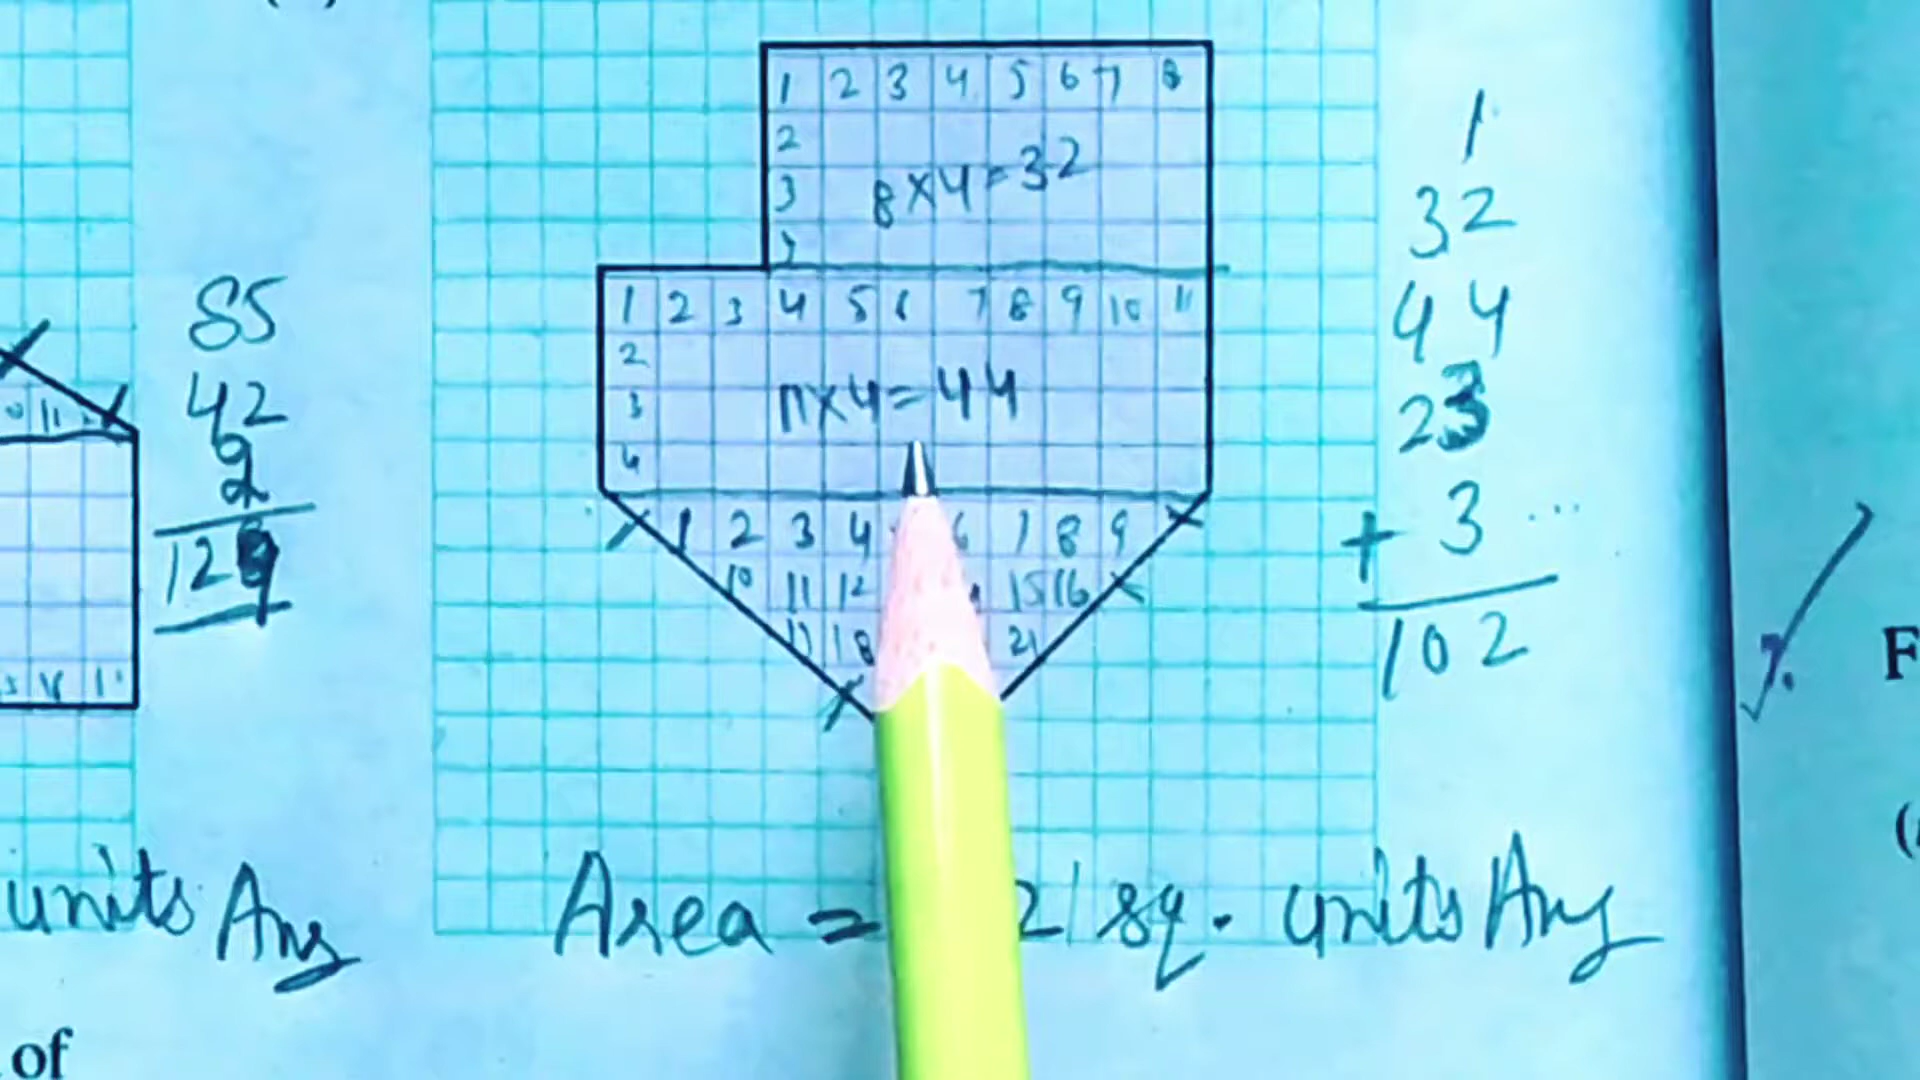 1 2 3 4 5 6 7 8
2
3
8×4=32
1 2 3 4 5 6 7 8 9 10 11
2
3
11×4=44
4
1 2 3 4 6 7 8 9
10 11 12 15 16
17 18 21
1
32
44
23
+ 3 ...
102
85
42
2
129
units Ans
Area = 2 sq. units Ans
7.
F
(
of